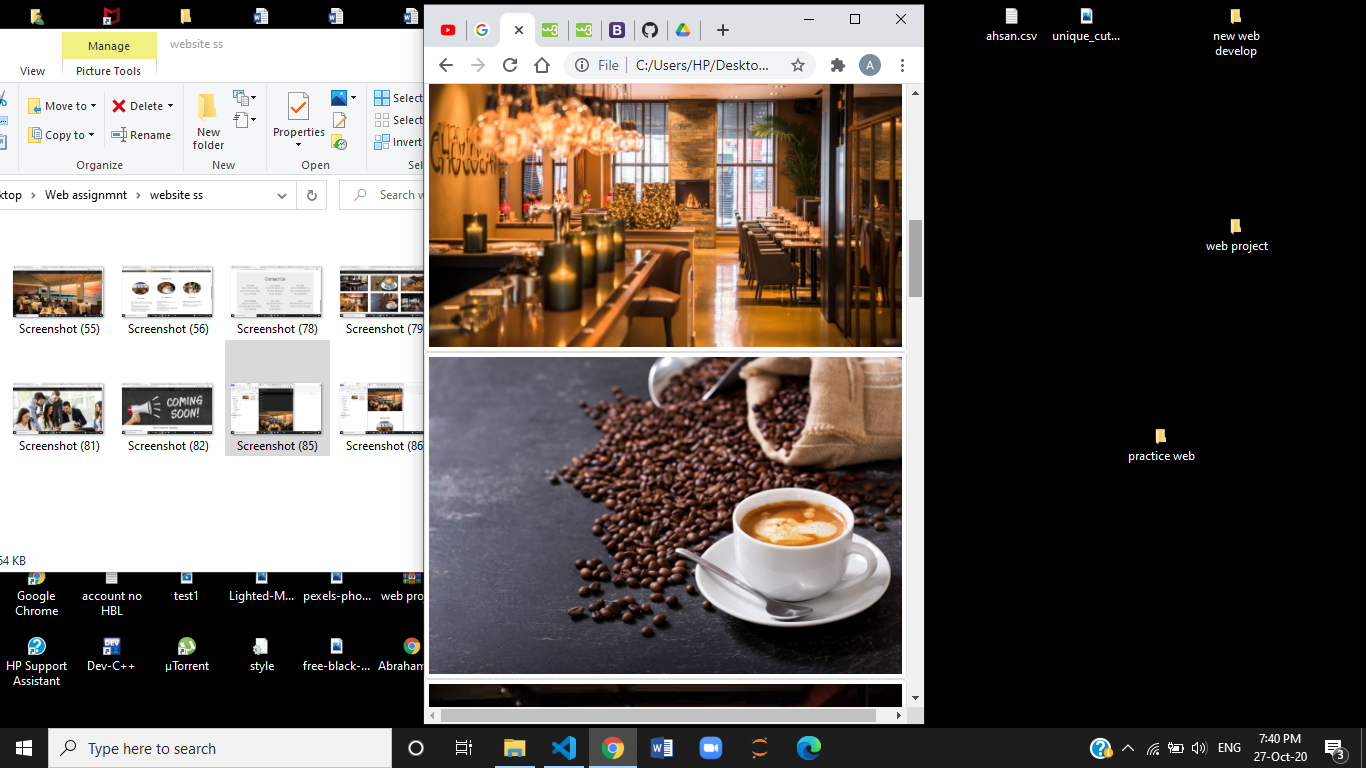 ahsan.csv
unique_cut...
new web
develop
Manage
website ss
View
Picture Tools
File
C:/Users/HP/Deskto...
A
Move to
Delete
Copy to
Rename
New
folder
Properties
Select
Select
Invert
Organize
New
Open
Sel
ktop
Web assignmnt
website ss
Search w
web project
Screenshot (55)
Screenshot (56)
Screenshot (78)
Screenshot (79
COMING
SOON!
Screenshot (81)
Screenshot (82)
Screenshot (85)
Screenshot (86
practice web
54 KB
Google
Chrome
account no
HBL
test1
Lighted-M...
pexels-pho...
web pro
HP Support
Assistant
Dev-C++
µTorrent
style
free-black-...
Abraham
Type here to search
ENG
7:40 PM
27-Oct-20
3